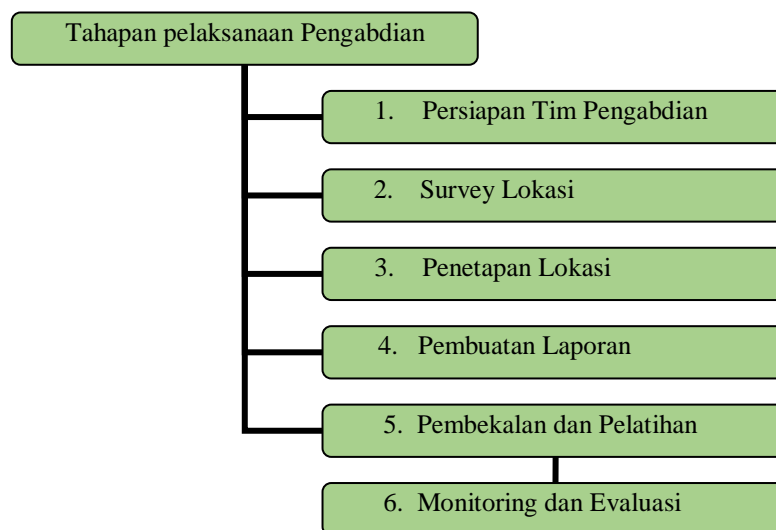 Tahapan pelaksanaan Pengabdian
1. Persiapan Tim Pengabdian
2. Survey Lokasi
3. Penetapan Lokasi
4. Pembuatan Laporan
5. Pembekalan dan Pelatihan
6. Monitoring dan Evaluasi